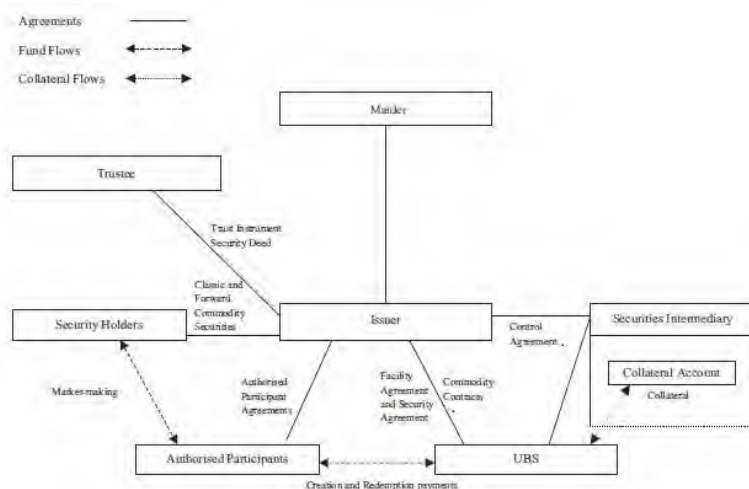 Agreements
Fund Flows
Collateral Flows
Trustee
Trust Instrument
Security Deed
Classic and
Forward
Commodity
Securities
Security Holders
Issuer
Control
Agreement
Securities Intermediary
Collateral Account
Collateral
Market-making
Authorised
Participant
Agreements
Facility
Agreement
and Security
Agreement
Commodity
Contracts
Authorised Participants
UBS
Creation and Redemption payments